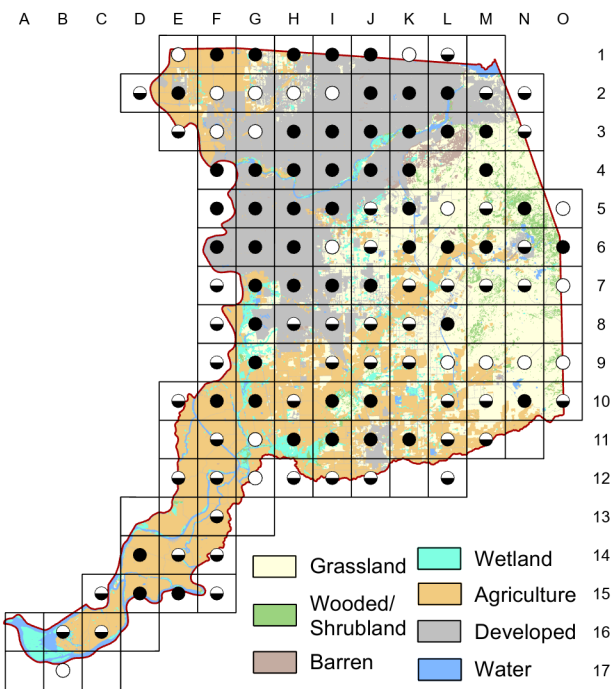 A B C D E F G H I J K L M N O
1
2
3
4
5
6
7
8
9
10
11
12
13
14
15
16
17
Grassland
Wooded/
Shrubland
Barren
Wetland
Agriculture
Developed
Water